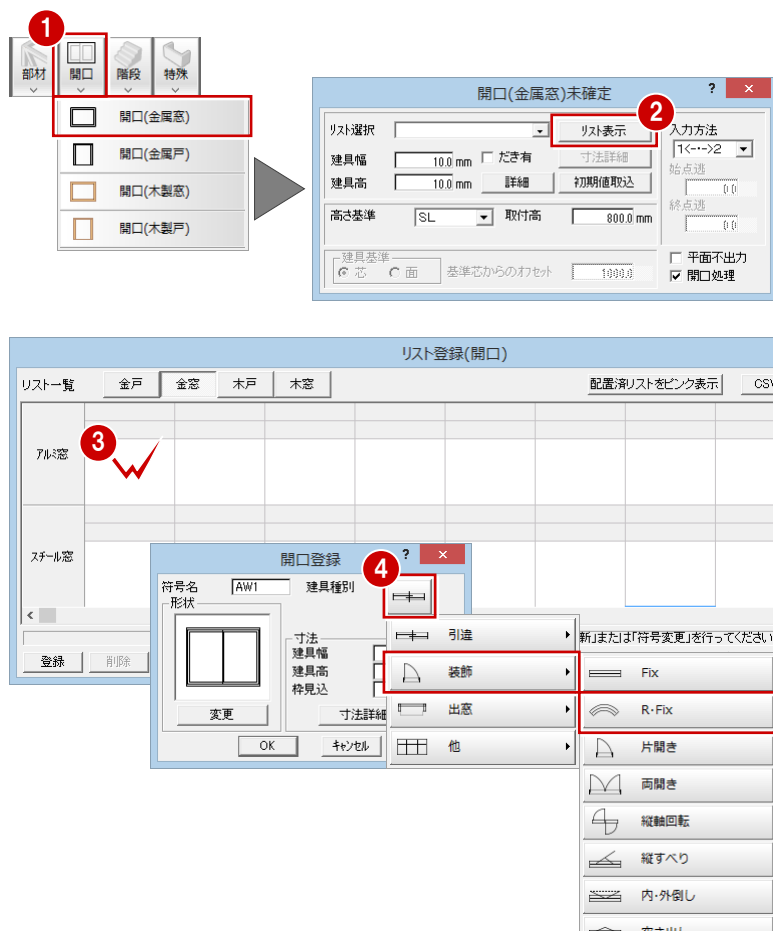 1
部材 開口 階段 特殊
開口(金属窓)
開口(金属戸)
開口(木製窓)
開口(木製戸)
開口(金属窓)未確定 ? ×
2
リスト選択 リスト表示 入力方法
1<-･->2
建具幅 10.0 mm だき有 寸法詳細
始点逃
建具高 10.0 mm 詳細 初期値取込
0.0
終点逃
高さ基準 SL 取付高 800.0 mm
0.0
建具基準
芯 面 基準芯からのオフセット 1000.0
平面不出力
開口処理
リスト登録(開口)
リスト一覧 金戸 金窓 木戸 木窓 配置済リストをピンク表示 CSV
アルミ窓
3
スチール窓
<
登録 削除
新」または「符号変更」を行ってください
開口登録 ? ×
4
符号名 AW1 建具種別
形状
寸法
建具幅
建具高
枠見込
変更 寸法詳細
OK キャンセル
引違
装飾
出窓
他
Fix
R･Fix
片開き
両開き
縦軸回転
縦すべり
内･外倒し